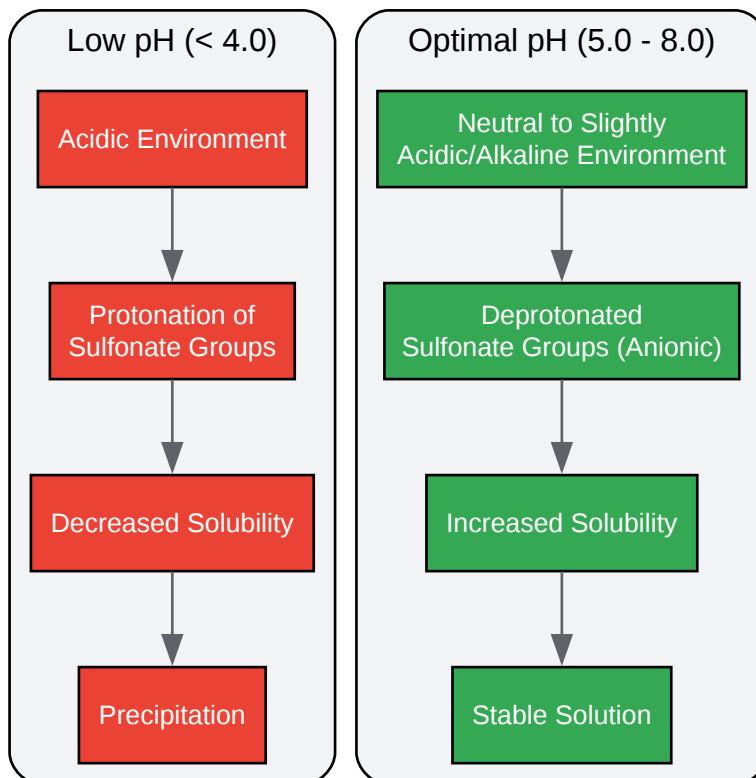 Low pH (< 4.0)
Acidic Environment
Protonation of
Sulfonate Groups
Decreased Solubility
Precipitation
Optimal pH (5.0 - 8.0)
Neutral to Slightly
Acidic/Alkaline Environment
Deprotonated
Sulfonate Groups (Anionic)
Increased Solubility
Stable Solution